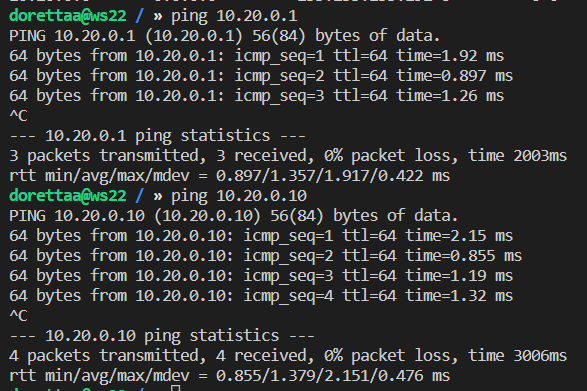 dorettaa@ws22 / » ping 10.20.0.1
PING 10.20.0.1 (10.20.0.1) 56(84) bytes of data.
64 bytes from 10.20.0.1: icmp_seq=1 ttl=64 time=1.92 ms
64 bytes from 10.20.0.1: icmp_seq=2 ttl=64 time=0.897 ms
64 bytes from 10.20.0.1: icmp_seq=3 ttl=64 time=1.26 ms
^C
--- 10.20.0.1 ping statistics ---
3 packets transmitted, 3 received, 0% packet loss, time 2003ms
rtt min/avg/max/mdev = 0.897/1.357/1.917/0.422 ms
dorettaa@ws22 / » ping 10.20.0.10
PING 10.20.0.10 (10.20.0.10) 56(84) bytes of data.
64 bytes from 10.20.0.10: icmp_seq=1 ttl=64 time=2.15 ms
64 bytes from 10.20.0.10: icmp_seq=2 ttl=64 time=0.855 ms
64 bytes from 10.20.0.10: icmp_seq=3 ttl=64 time=1.19 ms
64 bytes from 10.20.0.10: icmp_seq=4 ttl=64 time=1.32 ms
^C
--- 10.20.0.10 ping statistics ---
4 packets transmitted, 4 received, 0% packet loss, time 3006ms
rtt min/avg/max/mdev = 0.855/1.379/2.151/0.476 ms